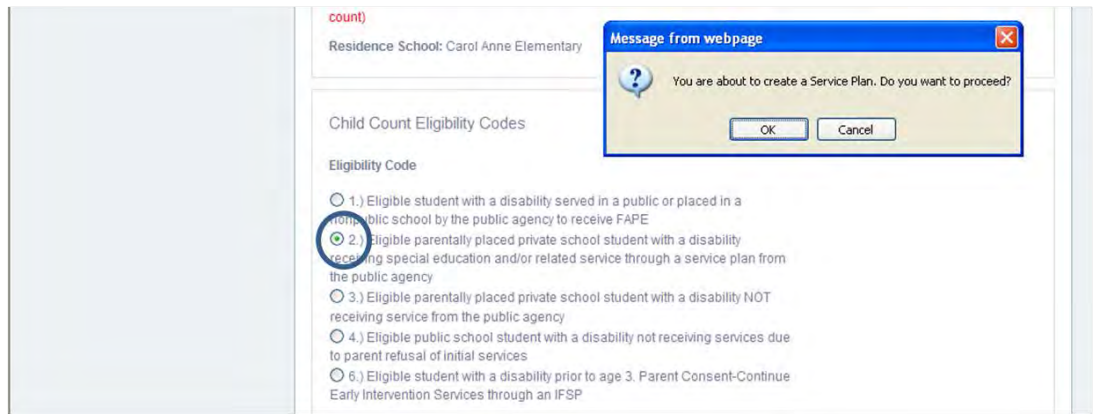 count)
Residence School: Carol Anne Elementary
Message from webpage
You are about to create a Service Plan. Do you want to proceed?
OK
Cancel
Child Count Eligibility Codes
Eligibility Code
1.) Eligible student with a disability served in a public or placed in a
nonpublic school by the public agency to receive FAPE
2.) Eligible parentally placed private school student with a disability
receiving special education and/or related service through a service plan from
the public agency
3.) Eligible parentally placed private school student with a disability NOT
receiving service from the public agency
4.) Eligible public school student with a disability not receiving services due
to parent refusal of initial services
6.) Eligible student with a disability prior to age 3. Parent Consent-Continue
Early Intervention Services through an IFSP